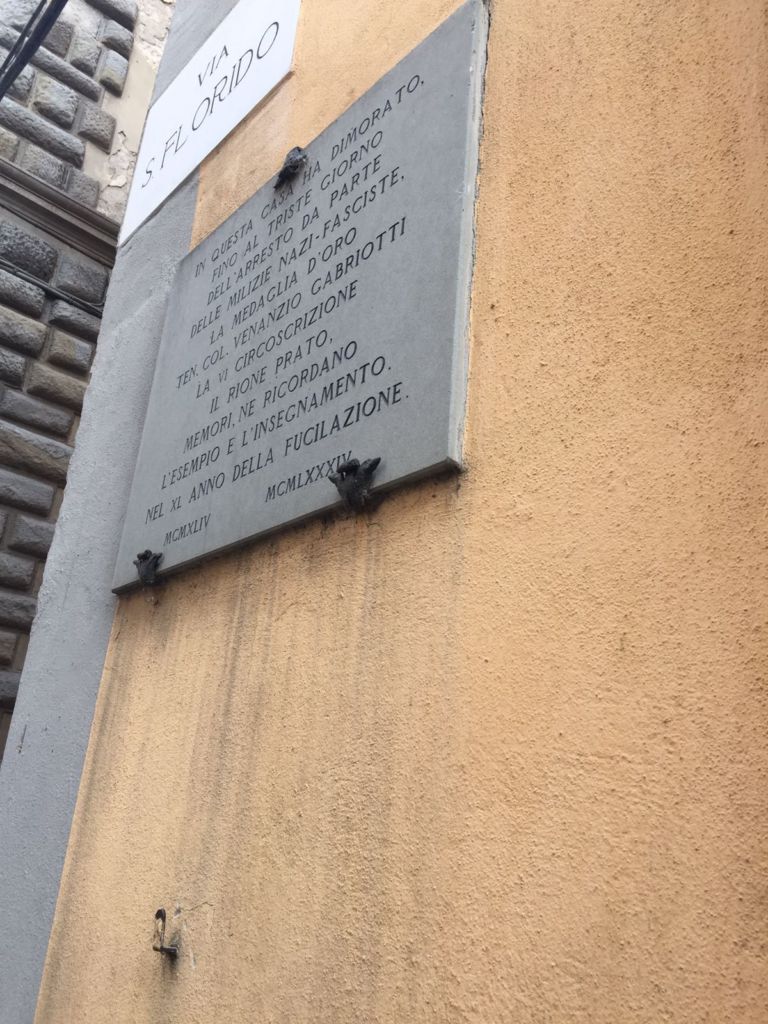 VIA
S. FLORIDO
IN QUESTA CASA HA DIMORATO,
FINO AL TRISTE GIORNO
DELL'ARRESTO DA PARTE
DELLE MILIZIE NAZI-FASCISTE,
LA MEDAGLIA D'ORO
TEN. COL. VENANZIO GABRIOTTI
LA VI CIRCOSCRIZIONE
IL RIONE PRATO,
MEMORI, NE RICORDANO
L'ESEMPIO E L'INSEGNAMENTO.
NEL XL ANNO DELLA FUCILAZIONE.
MCMXLIV MCMLXXXIV